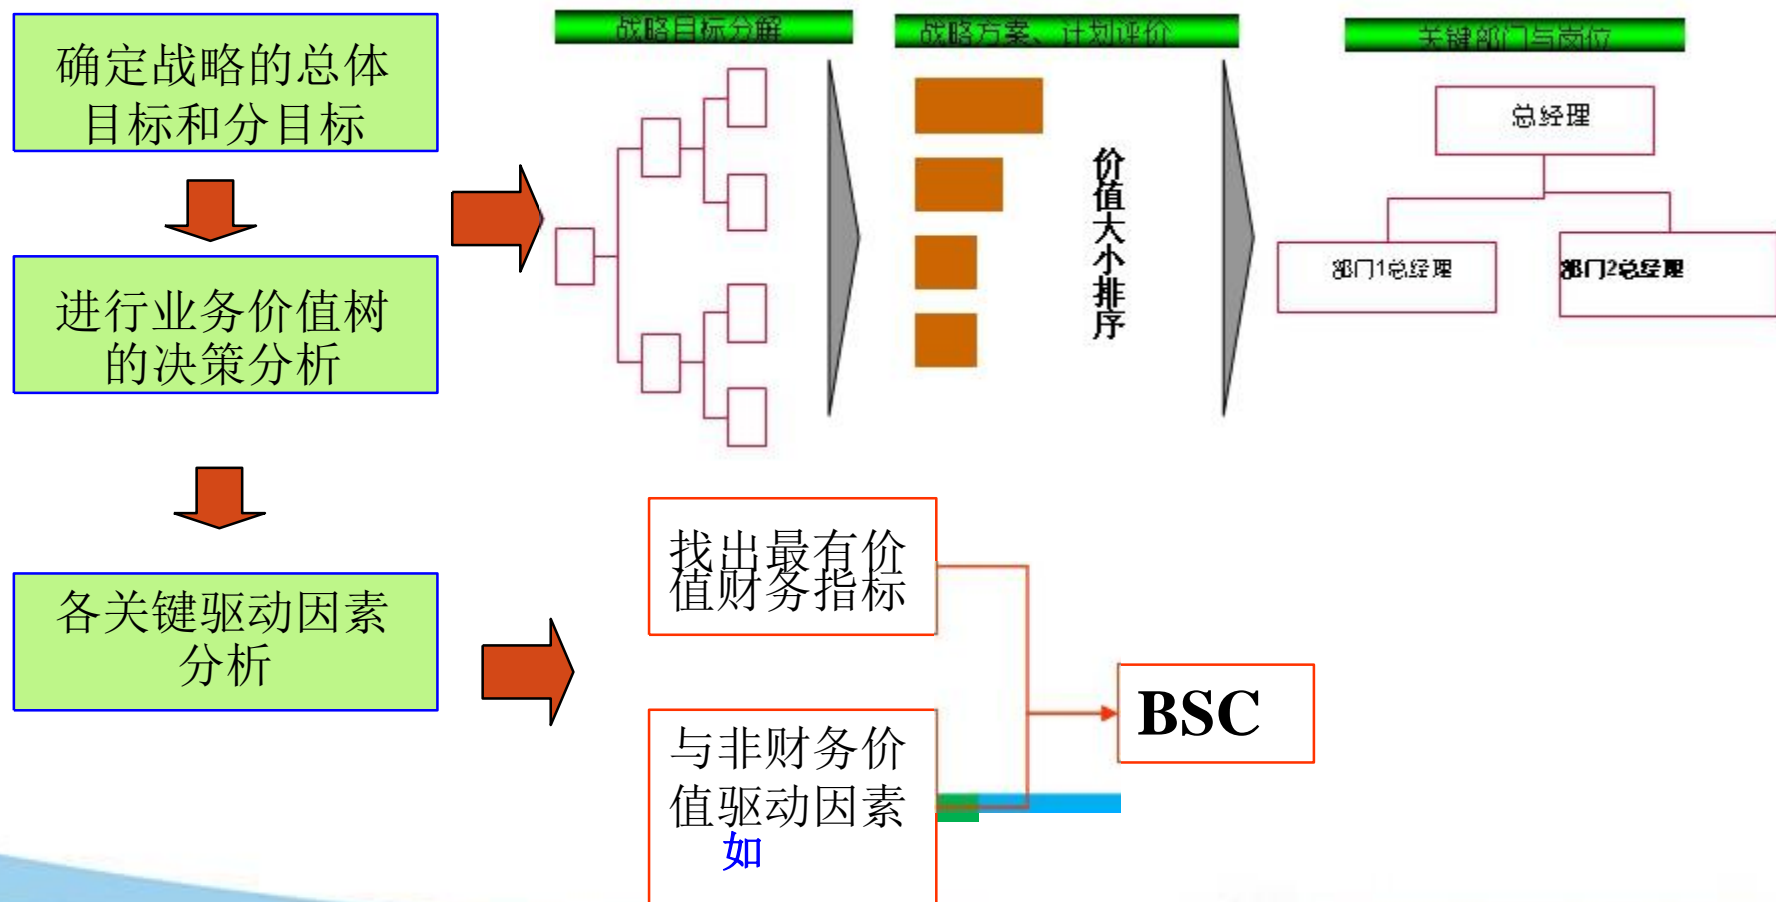 确定战略的总体
目标和分目标
进行业务价值树
的决策分析
各关键驱动因素
分析
战略目标分解
战略方案、计划评价
价值大小排序
关键部门与岗位
总经理
部门1总经理
部门2总经理
找出最有价
值财务指标
与非财务价
值驱动因素
如
BSC